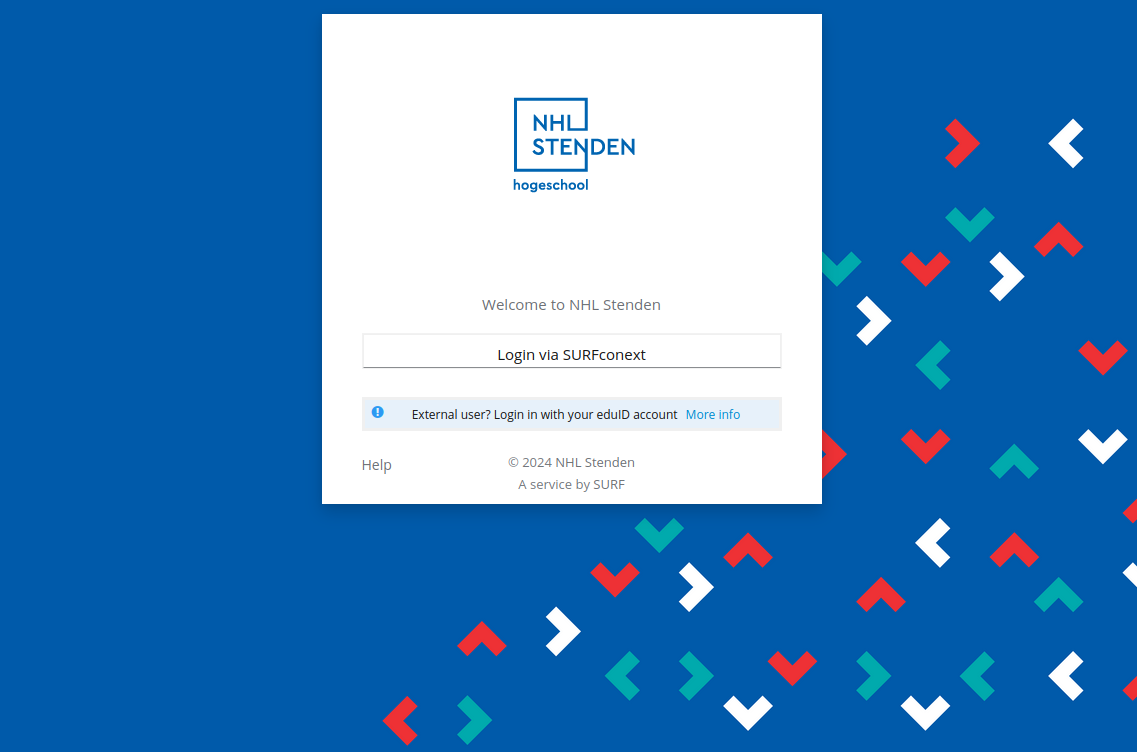 NHL
STENDEN
hogeschool
Welcome to NHL Stenden
Login via SURFconext
External user? Login in with your eduID account More info
Help
© 2024 NHL Stenden
A service by SURF